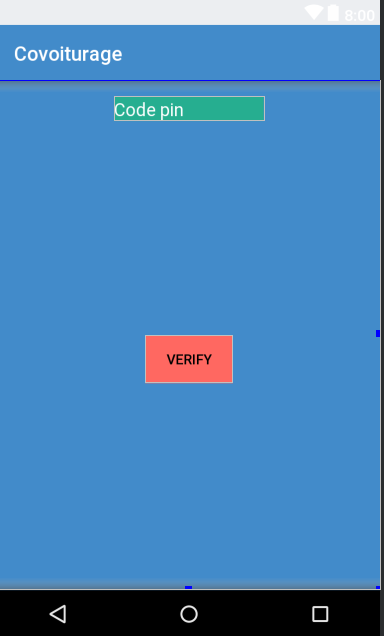 8:00
Covoiturage
Code pin
VERIFY